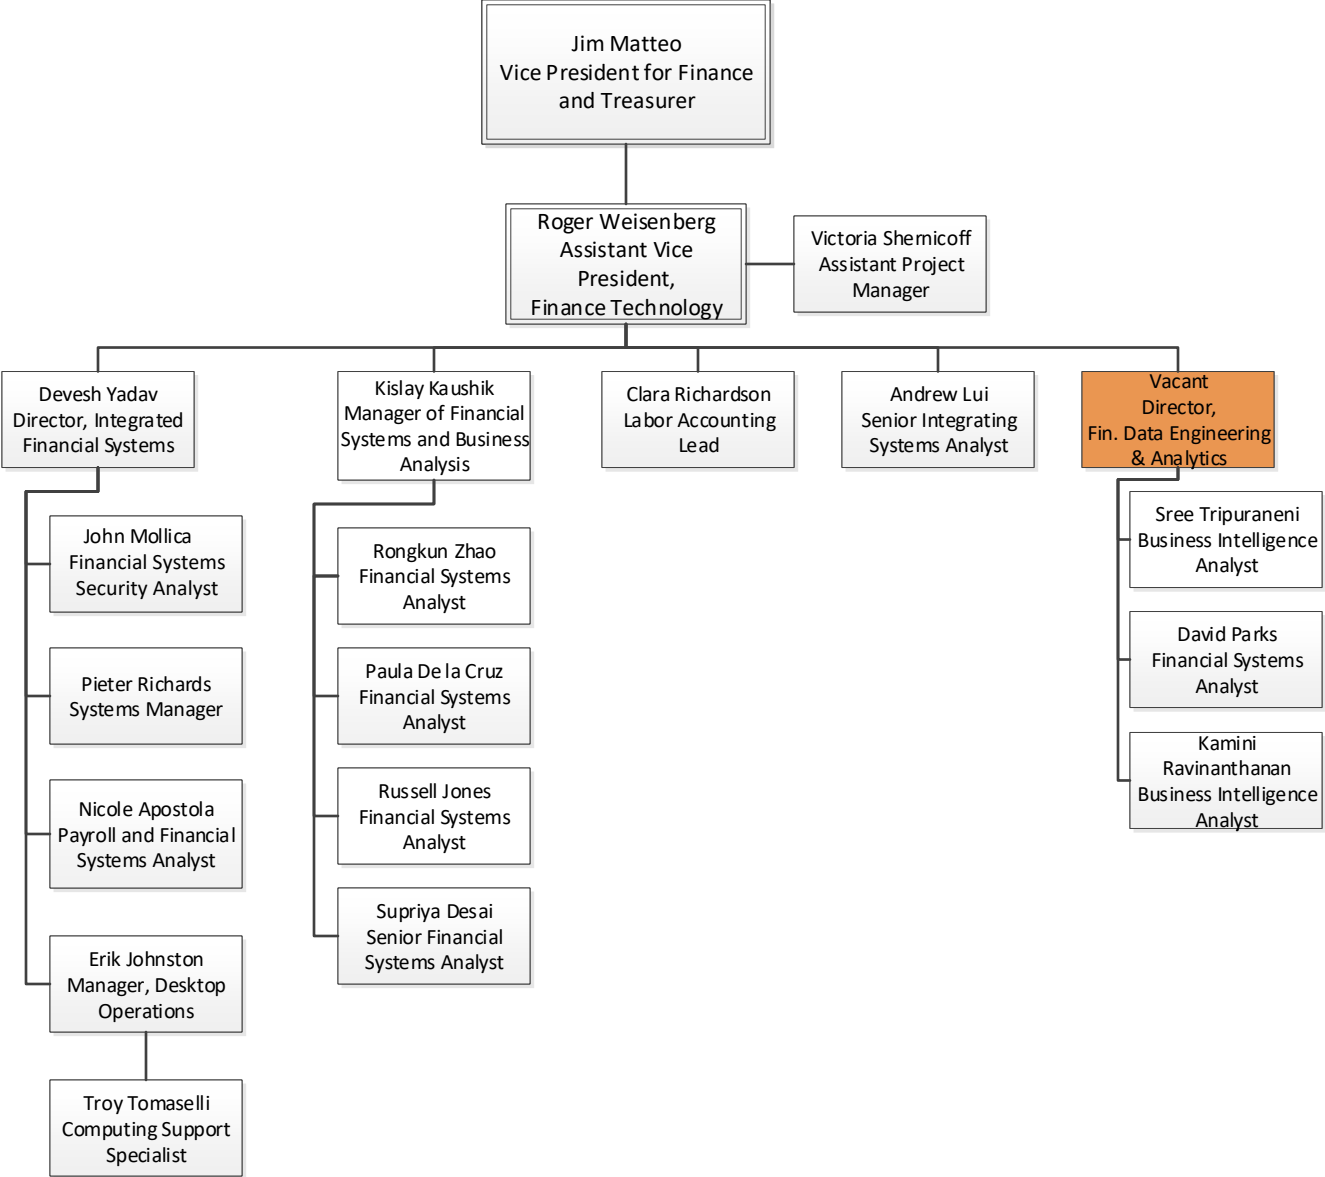 Jim Matteo
Vice President for Finance
and Treasurer
Roger Weisenberg
Assistant Vice
President,
Finance Technology
Victoria Shernicoff
Assistant Project
Manager
Devesh Yadav
Director, Integrated
Financial Systems
Kislay Kaushik
Manager of Financial
Systems and Business
Analysis
Clara Richardson
Labor Accounting
Lead
Andrew Lui
Senior Integrating
Systems Analyst
Vacant
Director,
Fin. Data Engineering
& Analytics
John Mollica
Financial Systems
Security Analyst
Pieter Richards
Systems Manager
Nicole Apostola
Payroll and Financial
Systems Analyst
Erik Johnston
Manager, Desktop
Operations
Troy Tomaselli
Computing Support
Specialist
Rongkun Zhao
Financial Systems
Analyst
Paula De la Cruz
Financial Systems
Analyst
Russell Jones
Financial Systems
Analyst
Supriya Desai
Senior Financial
Systems Analyst
Sree Tripuraneni
Business Intelligence
Analyst
David Parks
Financial Systems
Analyst
Kamini
Ravinanthanan
Business Intelligence
Analyst